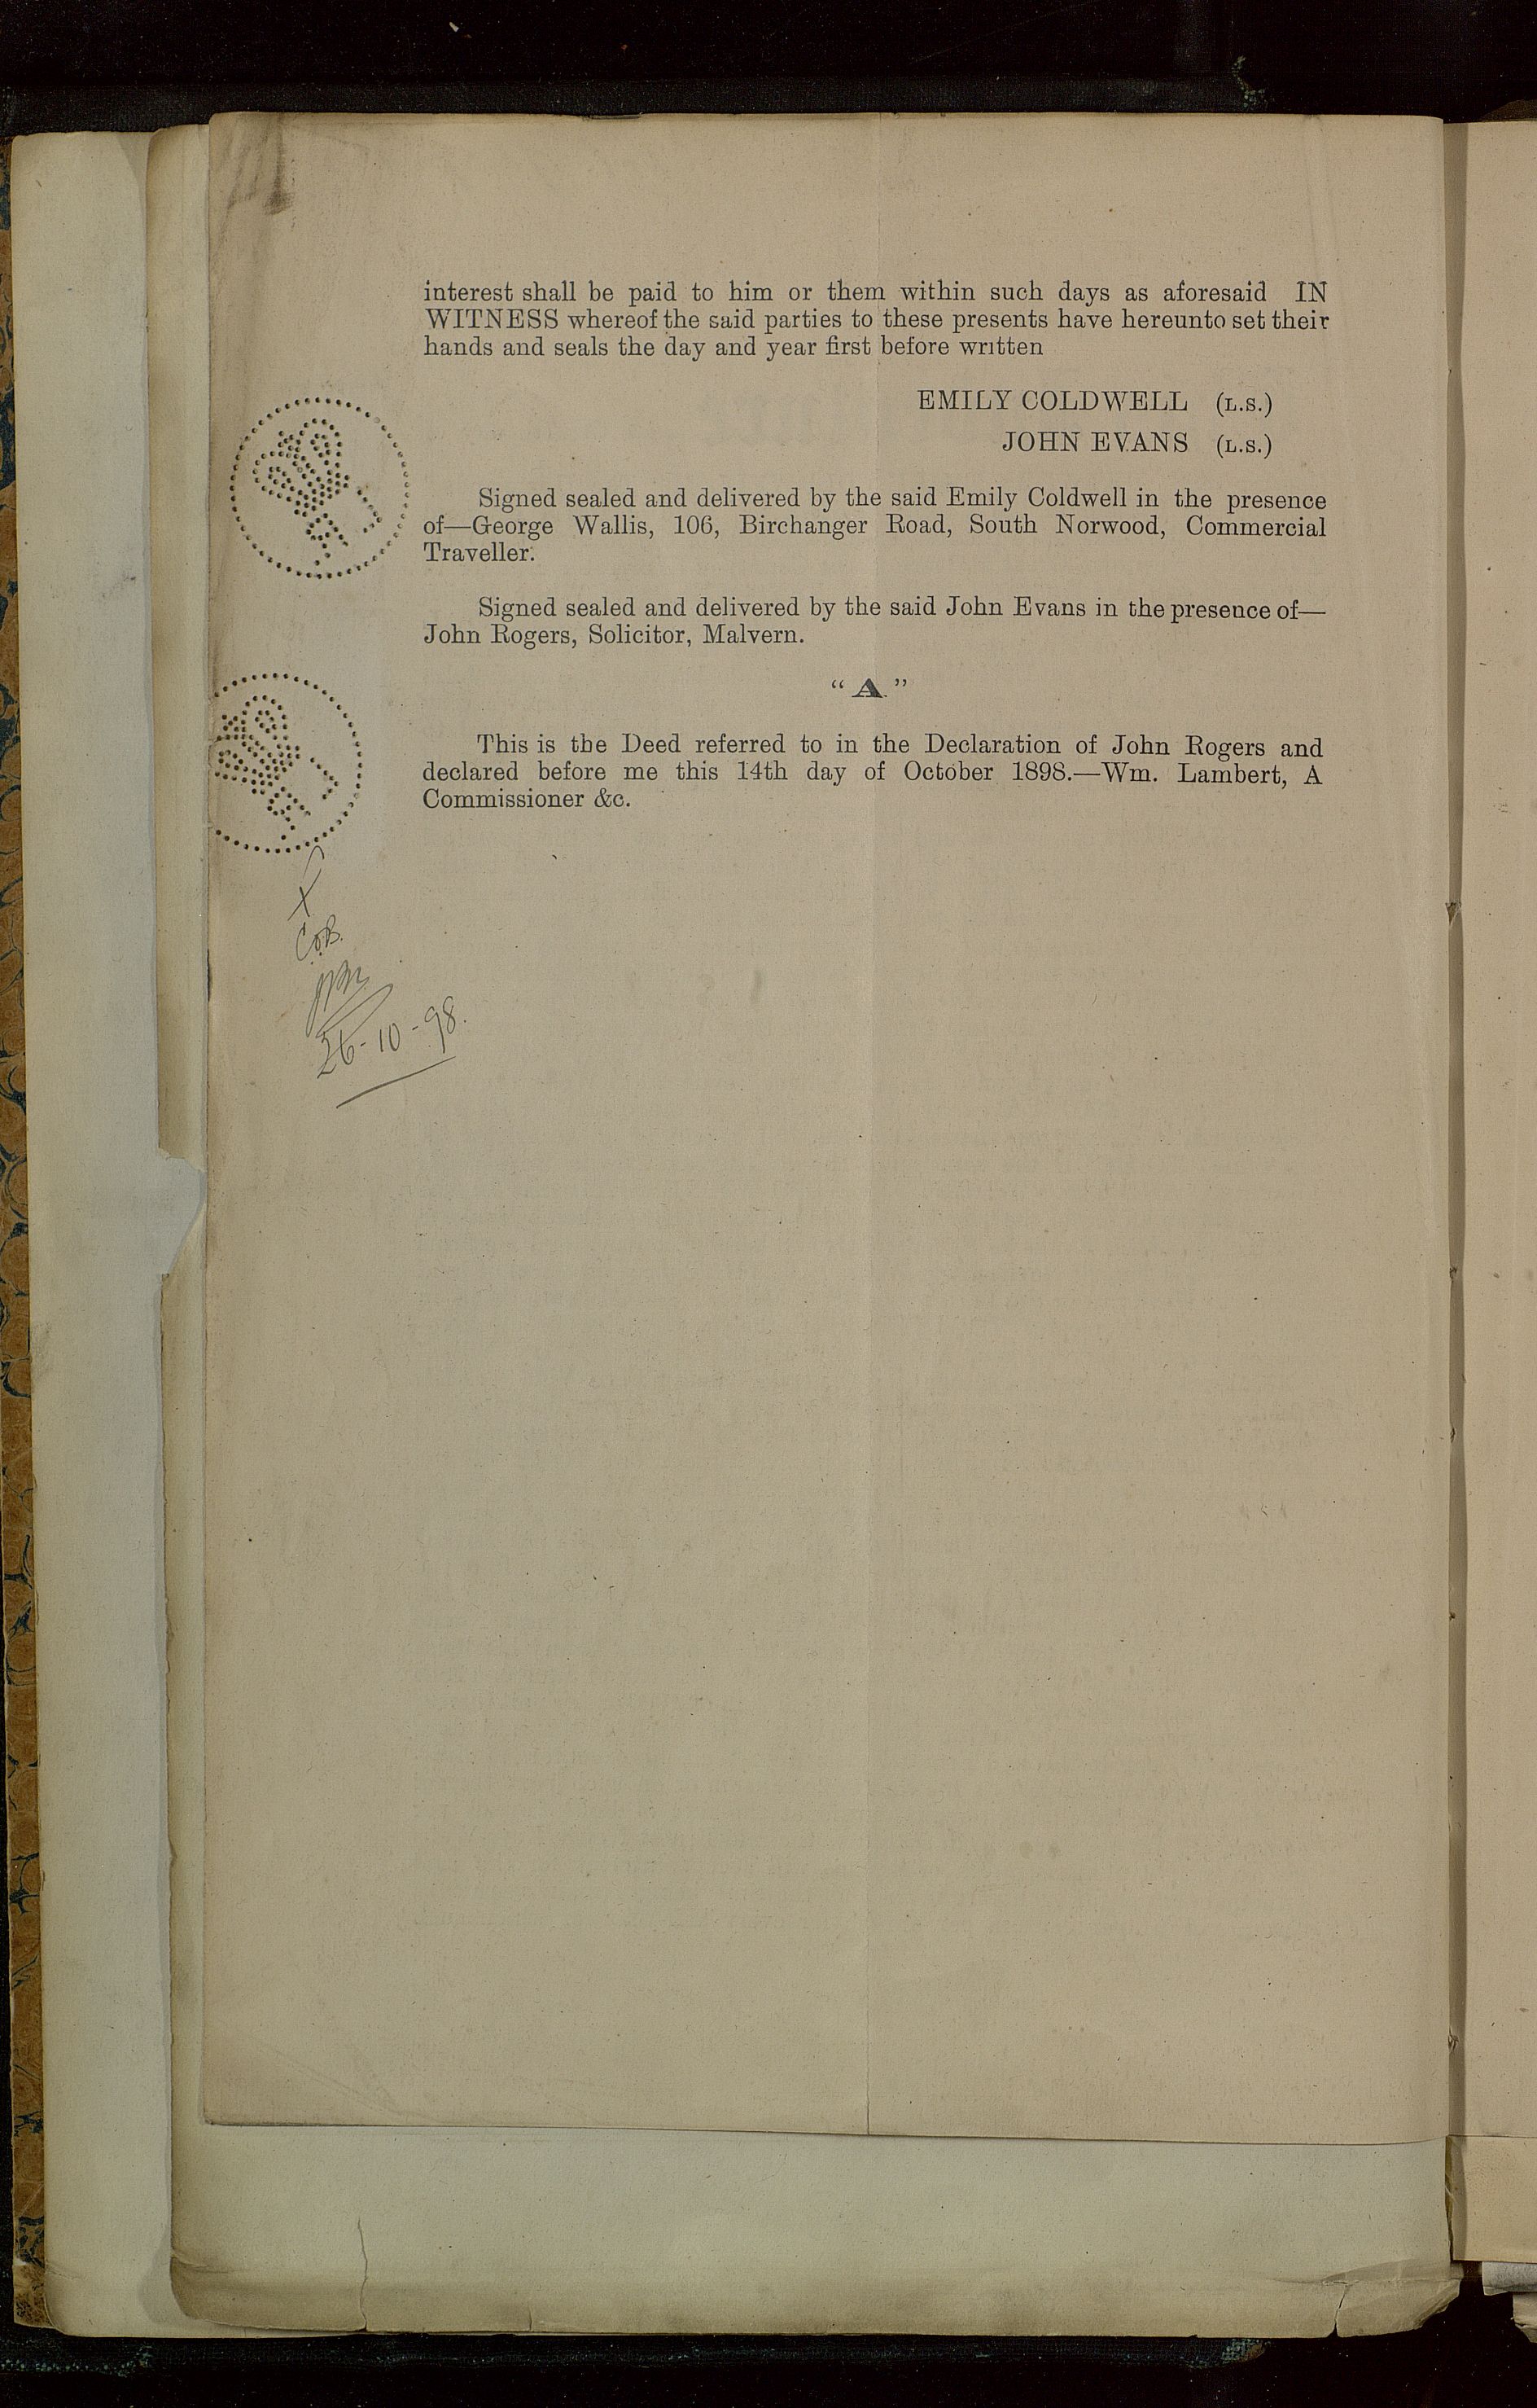 interest shall be paid to him or them within such days as aforesaid IN
WITNESS whereof the said parties to these presents have hereunto set their
hands and seals the day and year first before written
EMILY COLDWELL (L.S.)
JOHN EVANS (L.S.)
Signed sealed and delivered by the said Emily Coldwell in the presence
of—George Wallis, 106, Birchanger Road, South Norwood, Commercial
Traveller.
Signed sealed and delivered by the said John Evans in the presence of—
John Rogers, Solicitor, Malvern.
“ A. ”
This is the Deed referred to in the Declaration of John Rogers and
declared before me this 14th day of October 1898.—Wm. Lambert, A
Commissioner &c.
26-10-98.